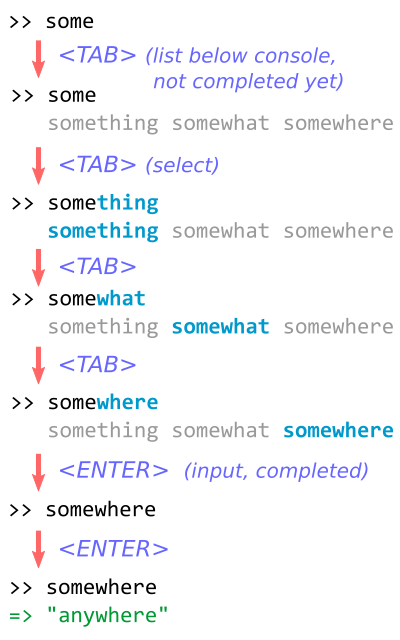 >> some
<TAB> (list below console,
not completed yet)
>> some
something somewhat somewhere
<TAB> (select)
>> something
something somewhat somewhere
<TAB>
>> somewhat
something somewhat somewhere
<TAB>
>> somewhere
something somewhat somewhere
<ENTER> (input, completed)
>> somewhere
<ENTER>
>> somewhere
=> "anywhere"